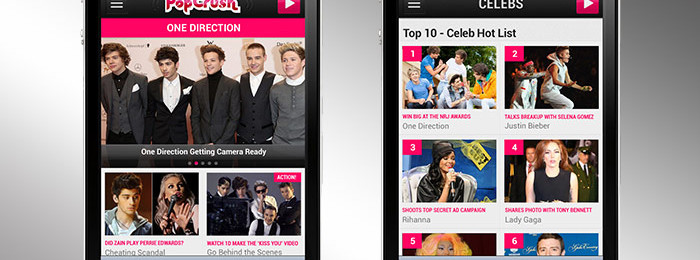 PopCrush
ONE DIRECTION
One Direction Getting Camera Ready
ACTION!
DID ZAIN PLAY PERRIE EDWARDS?
Cheating Scandal
WATCH 1D MAKE THE 'KISS YOU' VIDEO
Go Behind the Scenes
CELEBS
Top 10 - Celeb Hot List
1
WIN BIG AT THE NRJ AWARDS
One Direction
2
TALKS BREAKUP WITH SELENA GOMEZ
Justin Bieber
3
SHOOTS TOP SECRET AD CAMPAIGN
Rihanna
4
SHARES PHOTO WITH TONY BENNETT
Lady Gaga
5
6